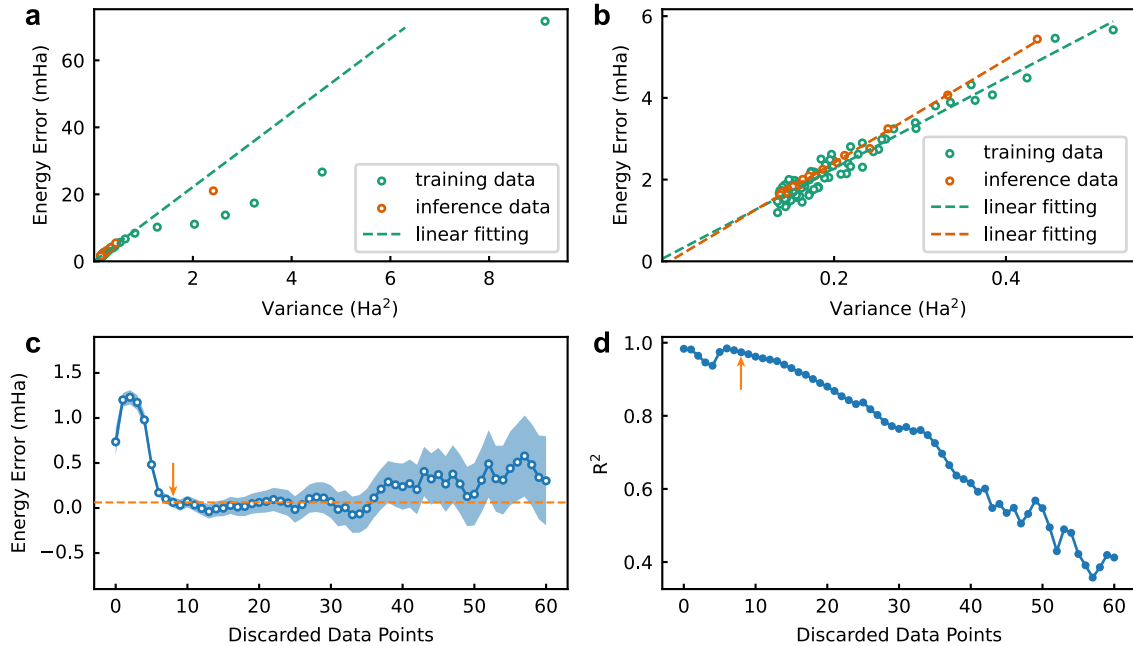 a
Energy Error (mHa)
60
40
20
0
2
4
6
8
Variance (Ha²)
training data
inference data
linear fitting
b
Energy Error (mHa)
6
4
2
0
0.2
0.4
Variance (Ha²)
training data
inference data
linear fitting
linear fitting
c
Energy Error (mHa)
1.5
1.0
0.5
0.0
−0.5
0
10
20
30
40
50
60
Discarded Data Points
d
R²
1.0
0.8
0.6
0.4
0
10
20
30
40
50
60
Discarded Data Points